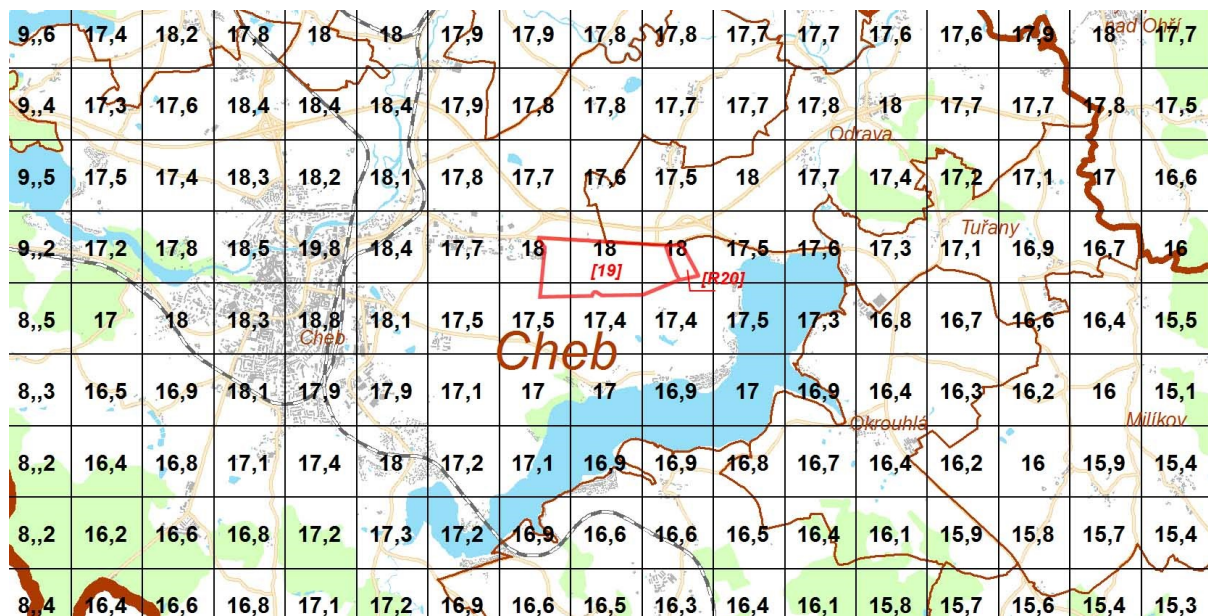 9,,6 17,4 18,2 17,8 18 18 17,9 17,9 17,8 17,8 17,7 17,7 17,6 17,6 17,9 18 17,7
nad Ohří
9,,4 17,3 17,6 18,4 18,4 18,4 17,9 17,8 17,8 17,7 17,7 17,8 18 17,7 17,7 17,8 17,5
Odrava
9,,5 17,5 17,4 18,3 18,2 18,1 17,8 17,7 17,6 17,5 18 17,7 17,4 17,2 17,1 17 16,6
Tuřany
9,,2 17,2 17,8 18,5 19,8 18,4 17,7 18 18 18 17,5 17,6 17,3 17,1 16,9 16,7 16
[19] [R20]
8,,5 17 18 18,3 18,8 18,1 17,5 17,5 17,4 17,4 17,5 17,3 16,8 16,7 16,6 16,4 15,5
Cheb
Cheb
8,,3 16,5 16,9 18,1 17,9 17,9 17,1 17 17 16,9 17 16,9 16,4 16,3 16,2 16 15,1
Okrouhlá Milíkov
8,,2 16,4 16,8 17,1 17,4 18 17,2 17,1 16,9 16,9 16,8 16,7 16,4 16,2 16 15,9 15,4
8,,2 16,2 16,6 16,8 17,2 17,3 17,2 16,9 16,6 16,6 16,5 16,4 16,1 15,9 15,8 15,7 15,4
8,,4 16,4 16,6 16,8 17,1 17,2 16,9 16,6 16,5 16,3 16,4 16,1 15,8 15,7 15,6 15,4 15,3